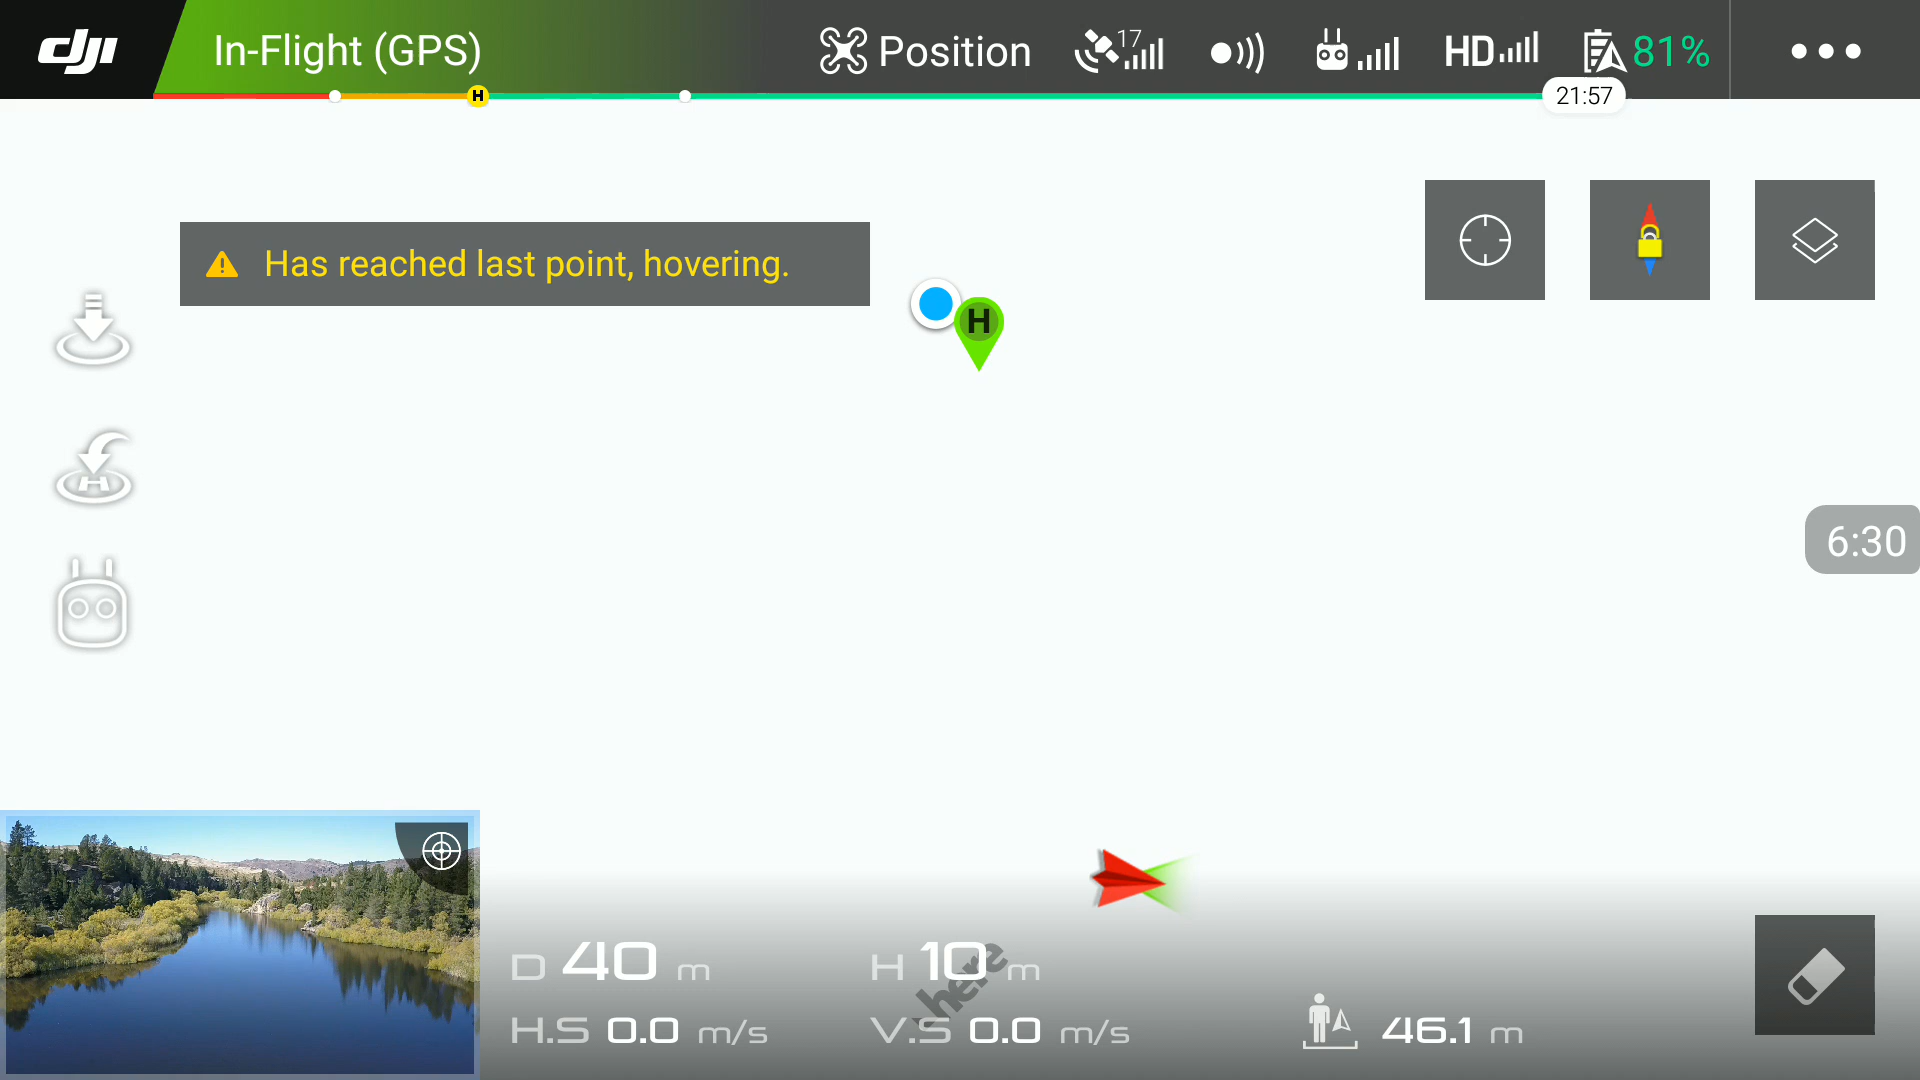 dji In-Flight (GPS) Position 17 HD 81%
H 21:57
Has reached last point, hovering.
H
H
6:30
D 40 m H 10 m
here
H.S 0.0 m/s V.S 0.0 m/s 46.1 m